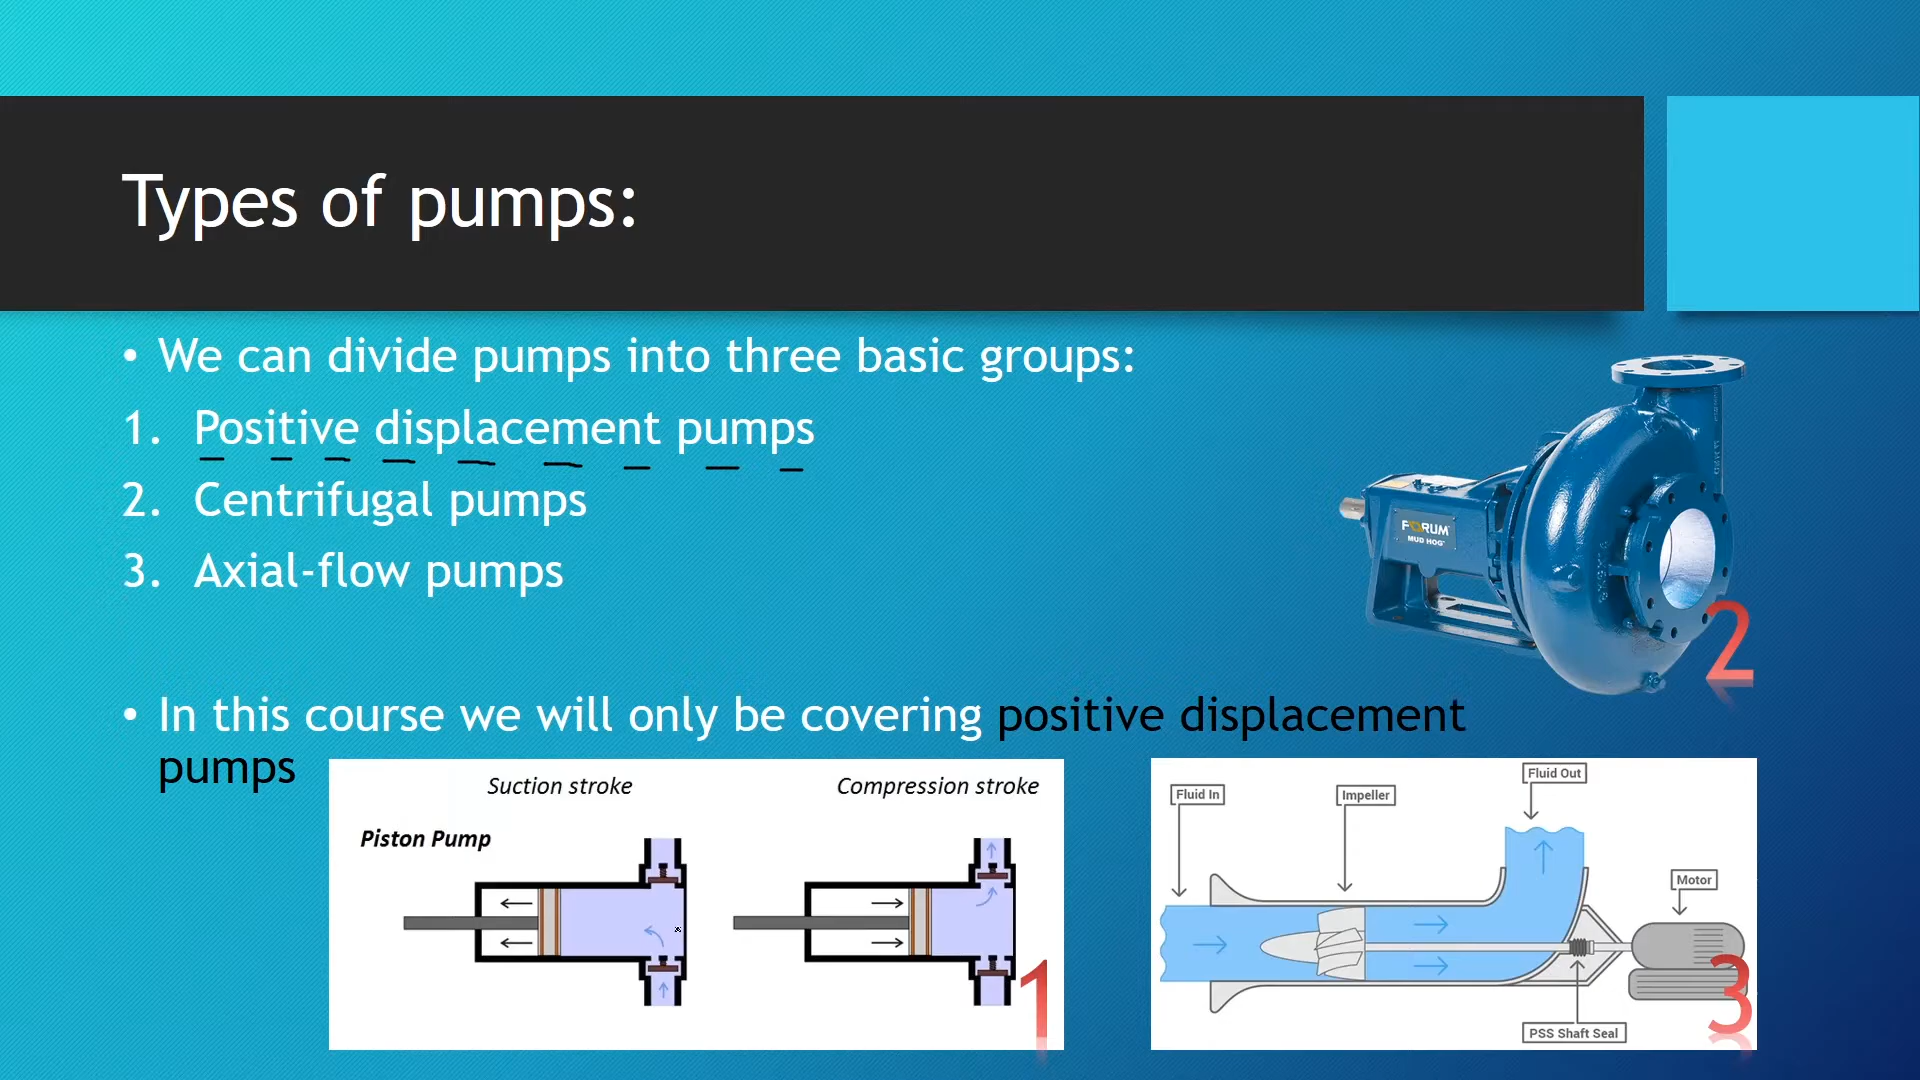 Types of pumps:
• We can divide pumps into three basic groups:
1. Positive displacement pumps
2. Centrifugal pumps
3. Axial-flow pumps
FORUM
MUD HOG
2
• In this course we will only be covering positive displacement
pumps
Suction stroke
Compression stroke
Piston Pump
1
Fluid In
Impeller
Fluid Out
Motor
PSS Shaft Seal
3